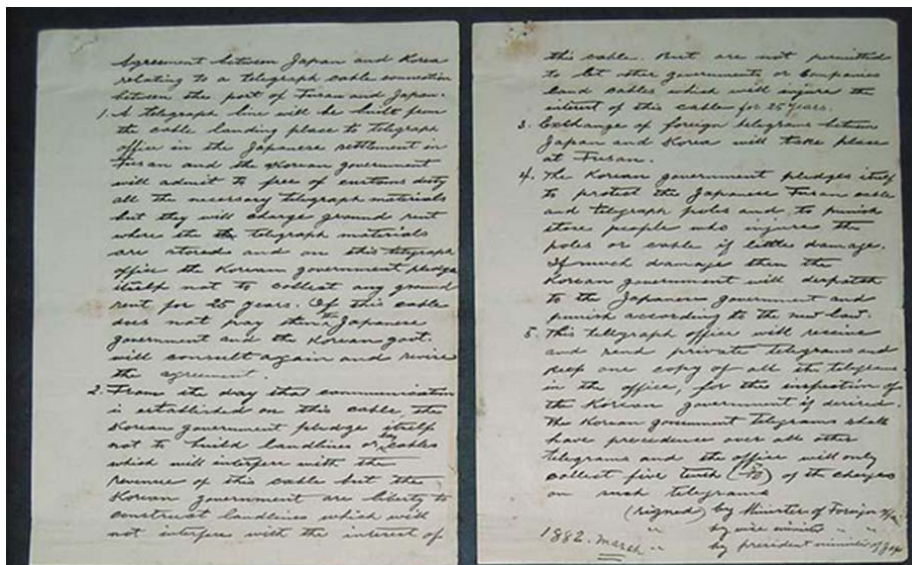 Agreement between Japan and Korea
relating to a telegraph cable connection
between the port of Fusan and Japan.
1. A telegraph line will be built from
the cable landing place to telegraph
office in the Japanese settlement in
Fusan and the Korean government
will admit to free of customs duty
all the necessary telegraph materials
but they will charge ground rent
where the telegraph materials
are stored and on this telegraph
office the Korean government pledge
itself not to collect any ground
rent for 25 years. If this cable
does not pay then the Japanese
government and the Korean govt.
will consult again and revise
the agreement.
2. From the day that communication
is established on this cable, the
Korean government pledge itself
not to build landlines or cables
which will interfere with the
revenue of this cable but the
Korean government are liberty to
construct landlines which will
not interfere with the interest of
this cable. But are not permitted
to let other governments or Companies
land cables which will injure the
interest of this cable for 25 years.
3. Exchange of foreign telegrams between
Japan and Korea will take place
at Fusan.
4. The Korean government pledges itself
to protect the Japanese Fusan cable
and telegraph poles and to punish
people who injure the
poles or cable if little damage.
If much damage then the
Korean government will despatch
to the Japanese government and
punish according to the law.
5. This telegraph office will receive
and send private telegrams and
keep one copy of all the telegrams
in the office, for the inspection of
the Korean government if desired.
The Korean government telegrams shall
have precedence over all other
telegrams and the office will only
collect five tenth (5/10) of the charges
on such telegrams
(signed) by Minister of Foreign
" by vice minister "
1882. March " by president minister of